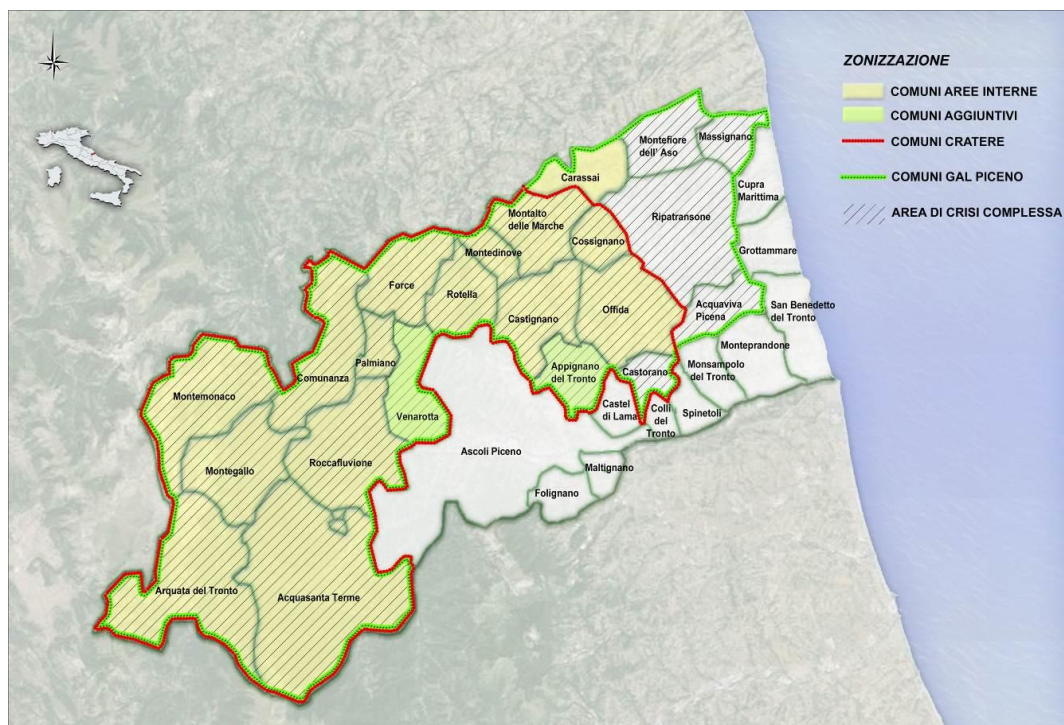 ZONIZZAZIONE
COMUNI AREE INTERNE
COMUNI AGGIUNTIVI
COMUNI CRATERE
COMUNI GAL PICENO
AREA DI CRISI COMPLESSA
Montefiore
dell' Aso
Massignano
Carassai
Cupra
Marittima
Ripatransone
Montalto
delle Marche
Cossignano
Montedinove
Grottammare
Force
Rotella
Castignano
Offida
Acquaviva
Picena
San Benedetto
del Tronto
Monteprandone
Palmiano
Appignano
del Tronto
Castorano
Monsampolo
del Tronto
Comunanza
Montemonaco
Venarotta
Castel
di Lama
Colli
del
Tronto
Spinetoli
Ascoli Piceno
Montegallo
Roccafluvione
Maltignano
Folignano
Arquata del Tronto
Acquasanta Terme